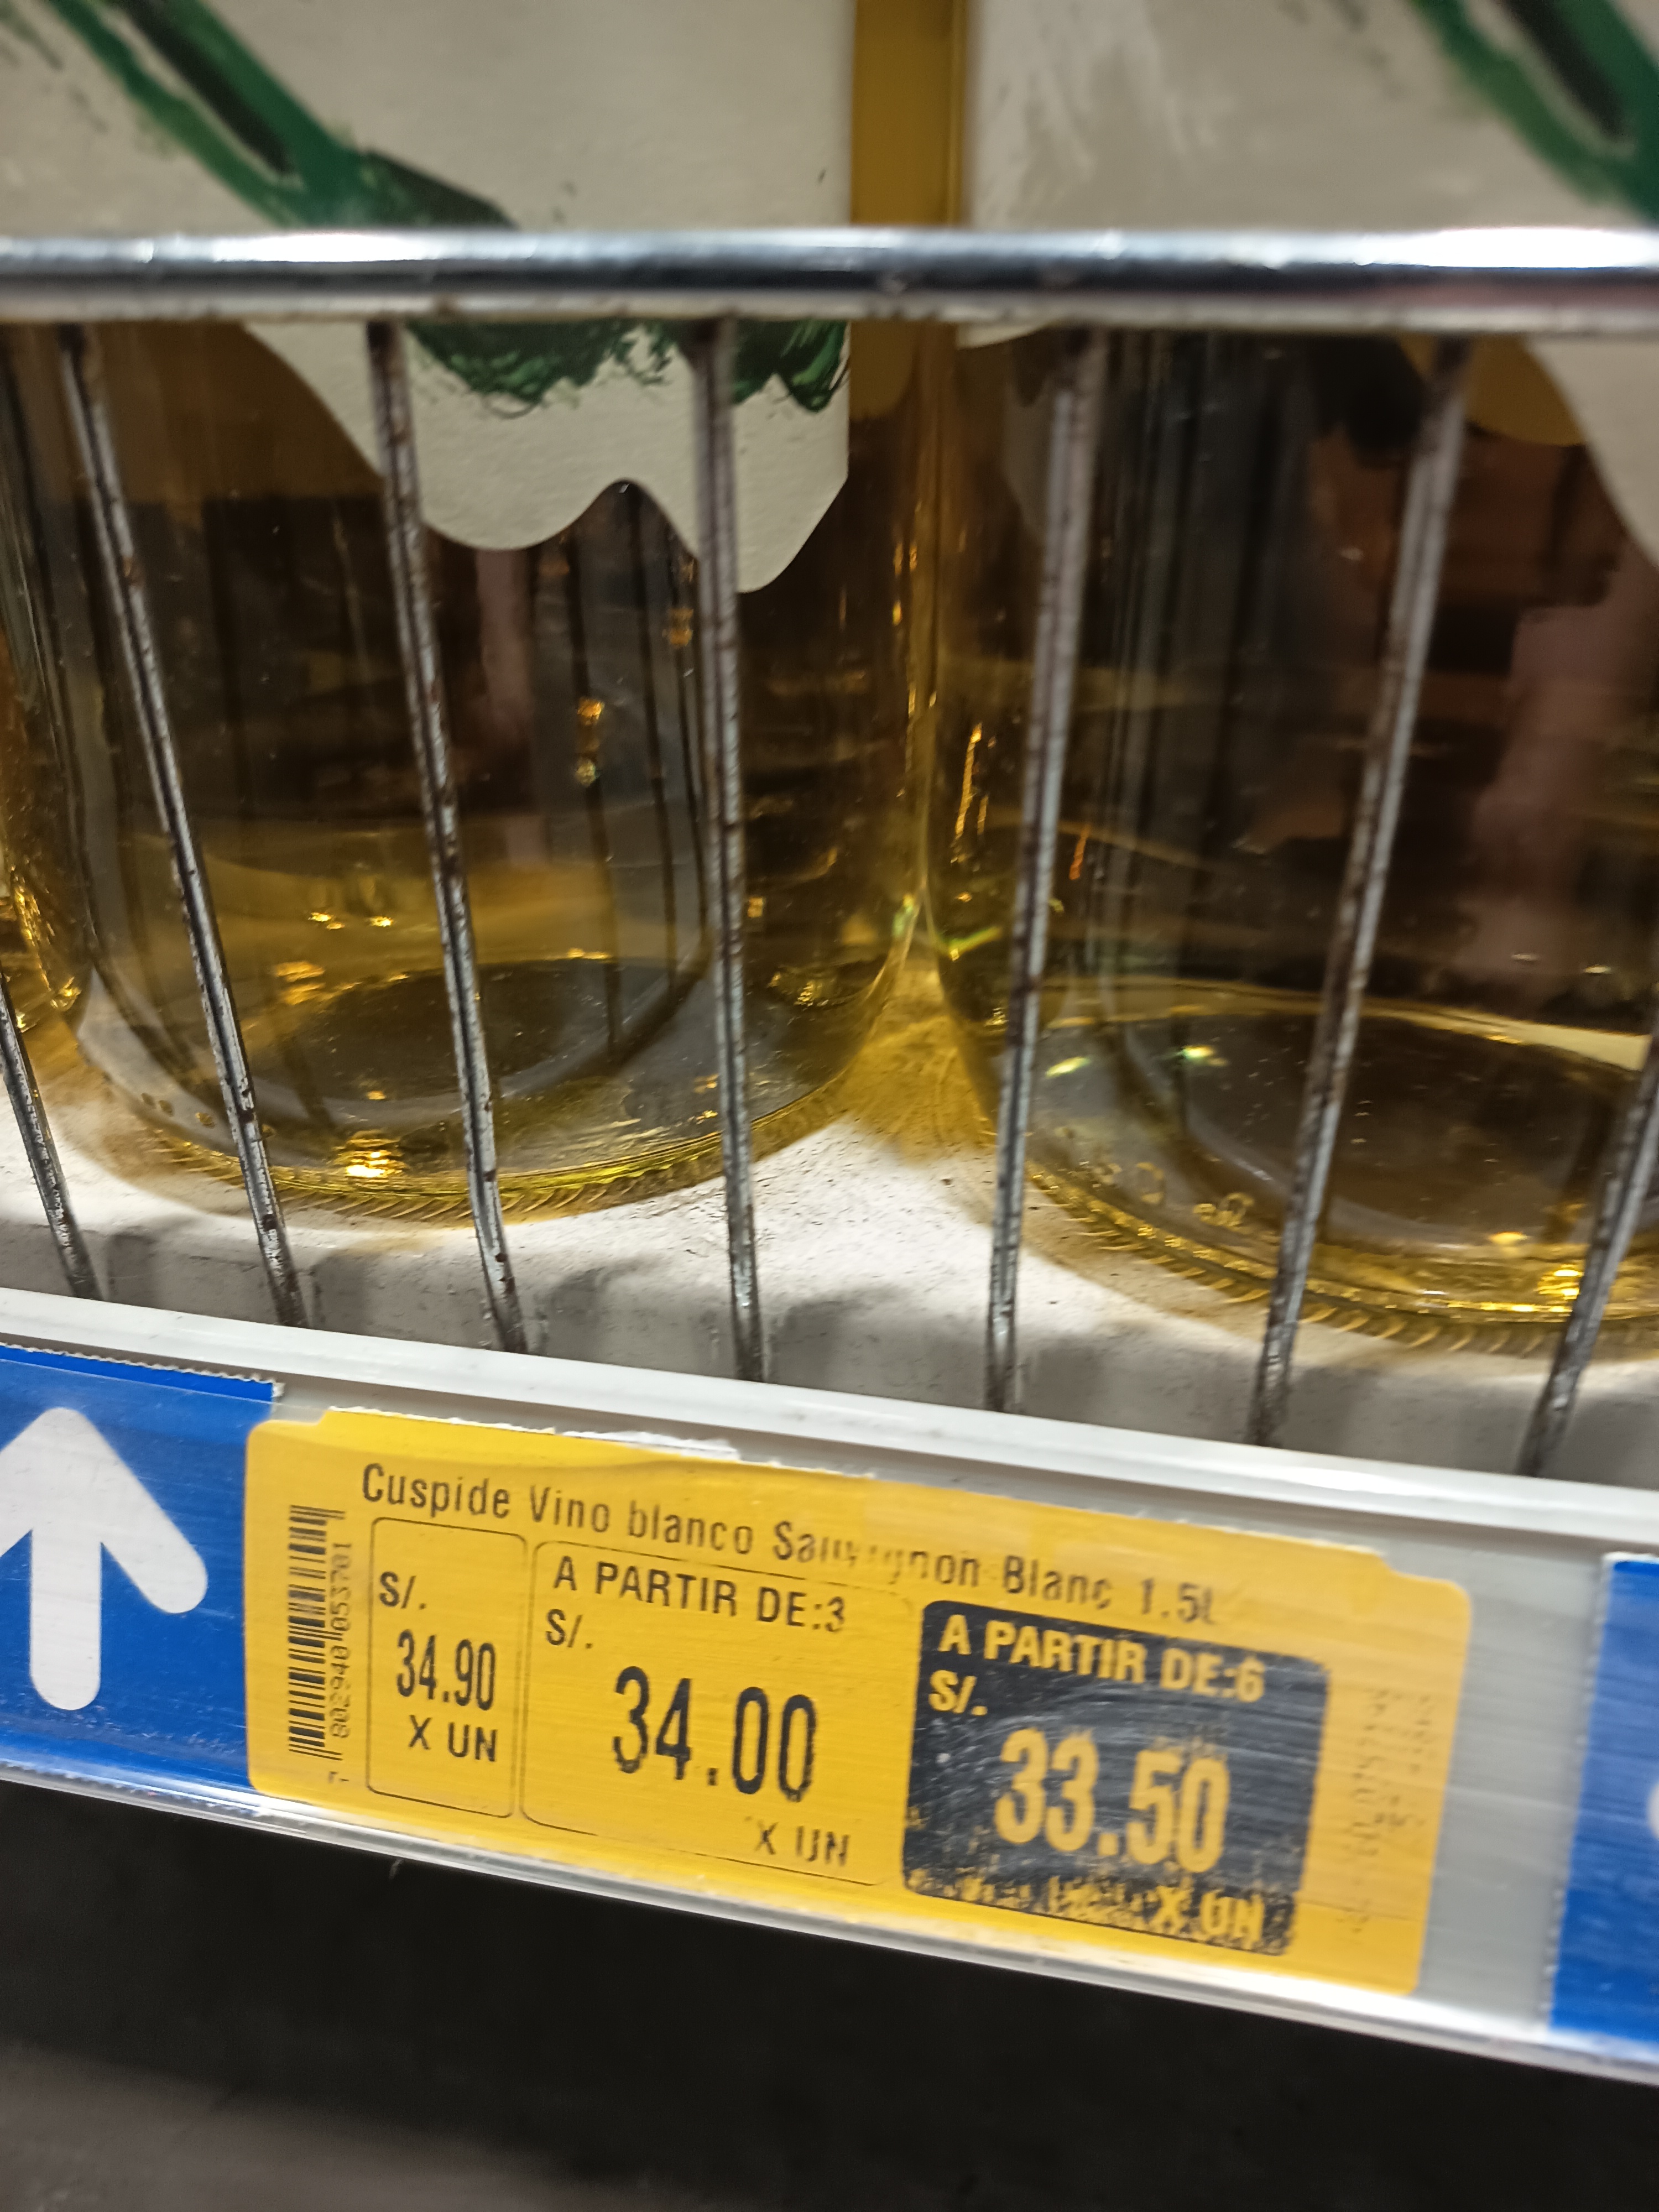 Cuspide Vino blanco Sauvignon Blanc 1.5L
S/.
34.90
X UN
A PARTIR DE:3
S/.
34.00
X UN
A PARTIR DE:6
S/.
33.50
X UN